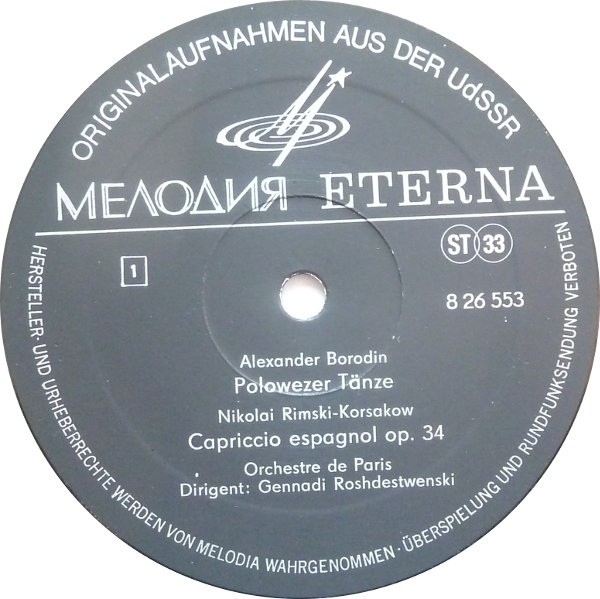 ORIGINALAUFNAHMEN AUS DER UdSSR
МЕЛОДИЯ ETERNA
ST 33
1
8 26 553
Alexander Borodin
Polowezer Tänze
Nikolai Rimski-Korsakow
Capriccio espagnol op. 34
Orchestre de Paris
Dirigent: Gennadi Roshdestwenski
HERSTELLER- UND URHEBERRECHTE WERDEN VON MELODIA WAHRGENOMMEN · ÜBERSPIELUNG UND RUNDFUNKSENDUNG VERBOTEN